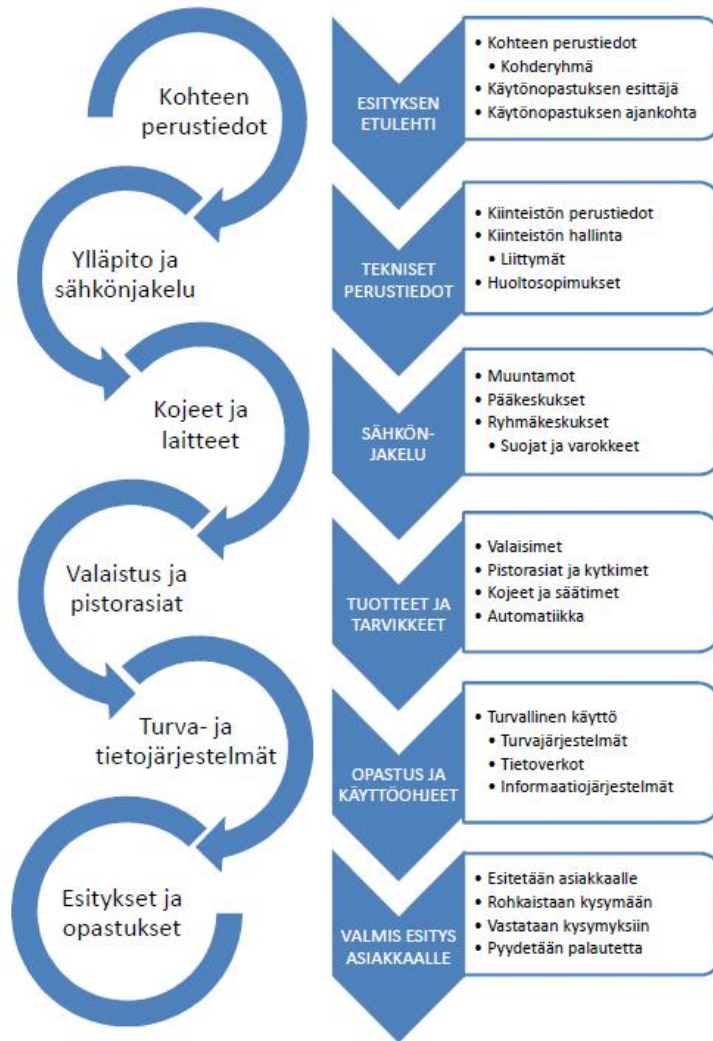 Kohteen
perustiedot
Ylläpito ja
sähkönjakelu
Kojeet ja
laitteet
Valaistus ja
pistorasiat
Turva- ja
tietojärjestelmät
Esitykset ja
opastukset
ESITYKSEN
ETULEHTI
• Kohteen perustiedot
• Kohderyhmä
• Käytönopastuksen esittäjä
• Käytönopastuksen ajankohta
TEKNISET
PERUSTIEDOT
• Kiinteistön perustiedot
• Kiinteistön hallinta
• Liittymät
• Huoltosopimukset
SÄHKÖN-
JAKELU
• Muuntamot
• Pääkeskukset
• Ryhmäkeskukset
• Suojat ja varokkeet
TUOTTEET JA
TARVIKKEET
• Valaisimet
• Pistorasiat ja kytkimet
• Kojeet ja säätimet
• Automatiikka
OPASTUS JA
KÄYTTÖOHJEET
• Turvallinen käyttö
• Turvajärjestelmät
• Tietoverkot
• Informaatiojärjestelmät
VALMIS ESITYS
ASIAKKAALLE
• Esitetään asiakkaalle
• Rohkaistaan kysymään
• Vastataan kysymyksiin
• Pyydetään palautetta